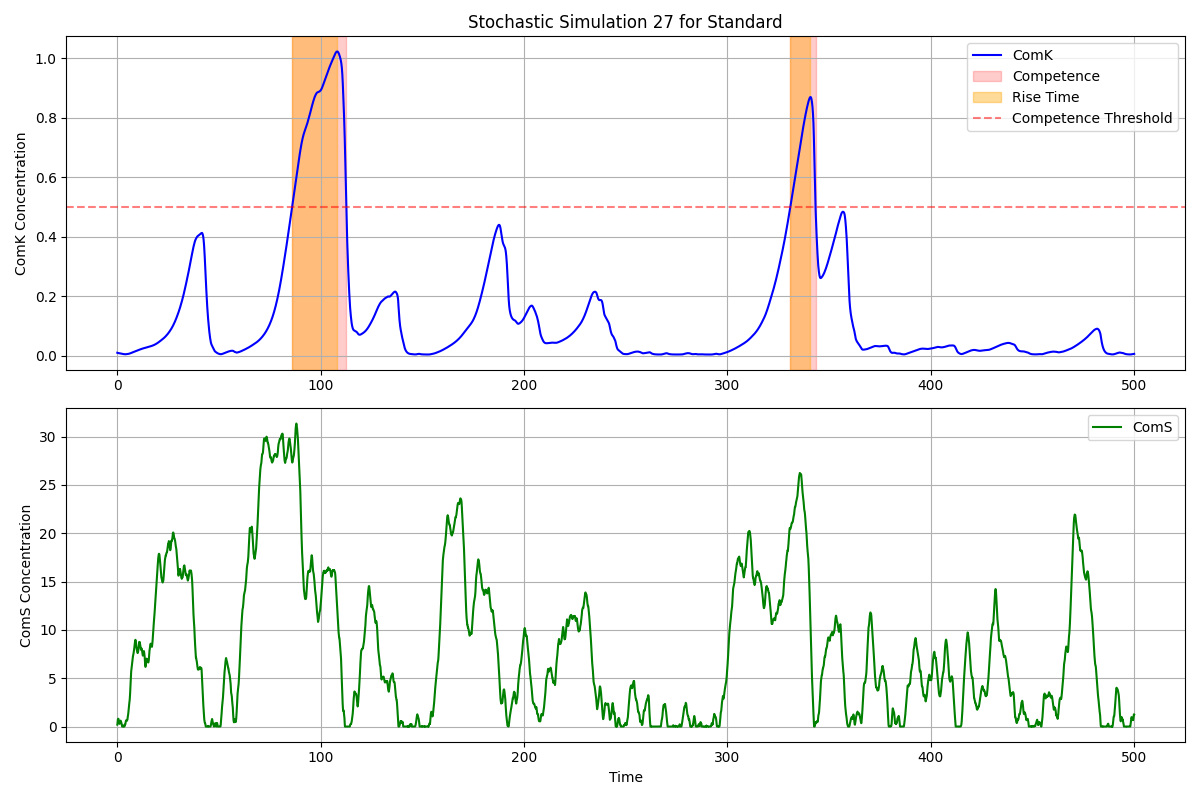 Stochastic Simulation 27 for Standard
ComK Concentration
1.0
0.8
0.6
0.4
0.2
0.0
ComK
Competence
Rise Time
Competence Threshold
0 100 200 300 400 500
ComS Concentration
30
25
20
15
10
5
0
ComS
0 100 200 300 400 500
Time